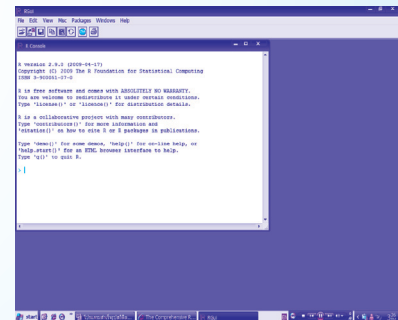 RGui
File Edit View Misc Packages Windows Help
R Console
R version 2.9.0 (2009-04-17)
Copyright (C) 2009 The R Foundation for Statistical Computing
ISBN 3-900051-07-0
R is free software and comes with ABSOLUTELY NO WARRANTY.
You are welcome to redistribute it under certain conditions.
Type 'license()' or 'licence()' for distribution details.
R is a collaborative project with many contributors.
Type 'contributors()' for more information and
'citation()' on how to cite R or R packages in publications.
Type 'demo()' for some demos, 'help()' for on-line help, or
'help.start()' for an HTML browser interface to help.
Type 'q()' to quit R.
>
start
The Comprehensive R...
RGui